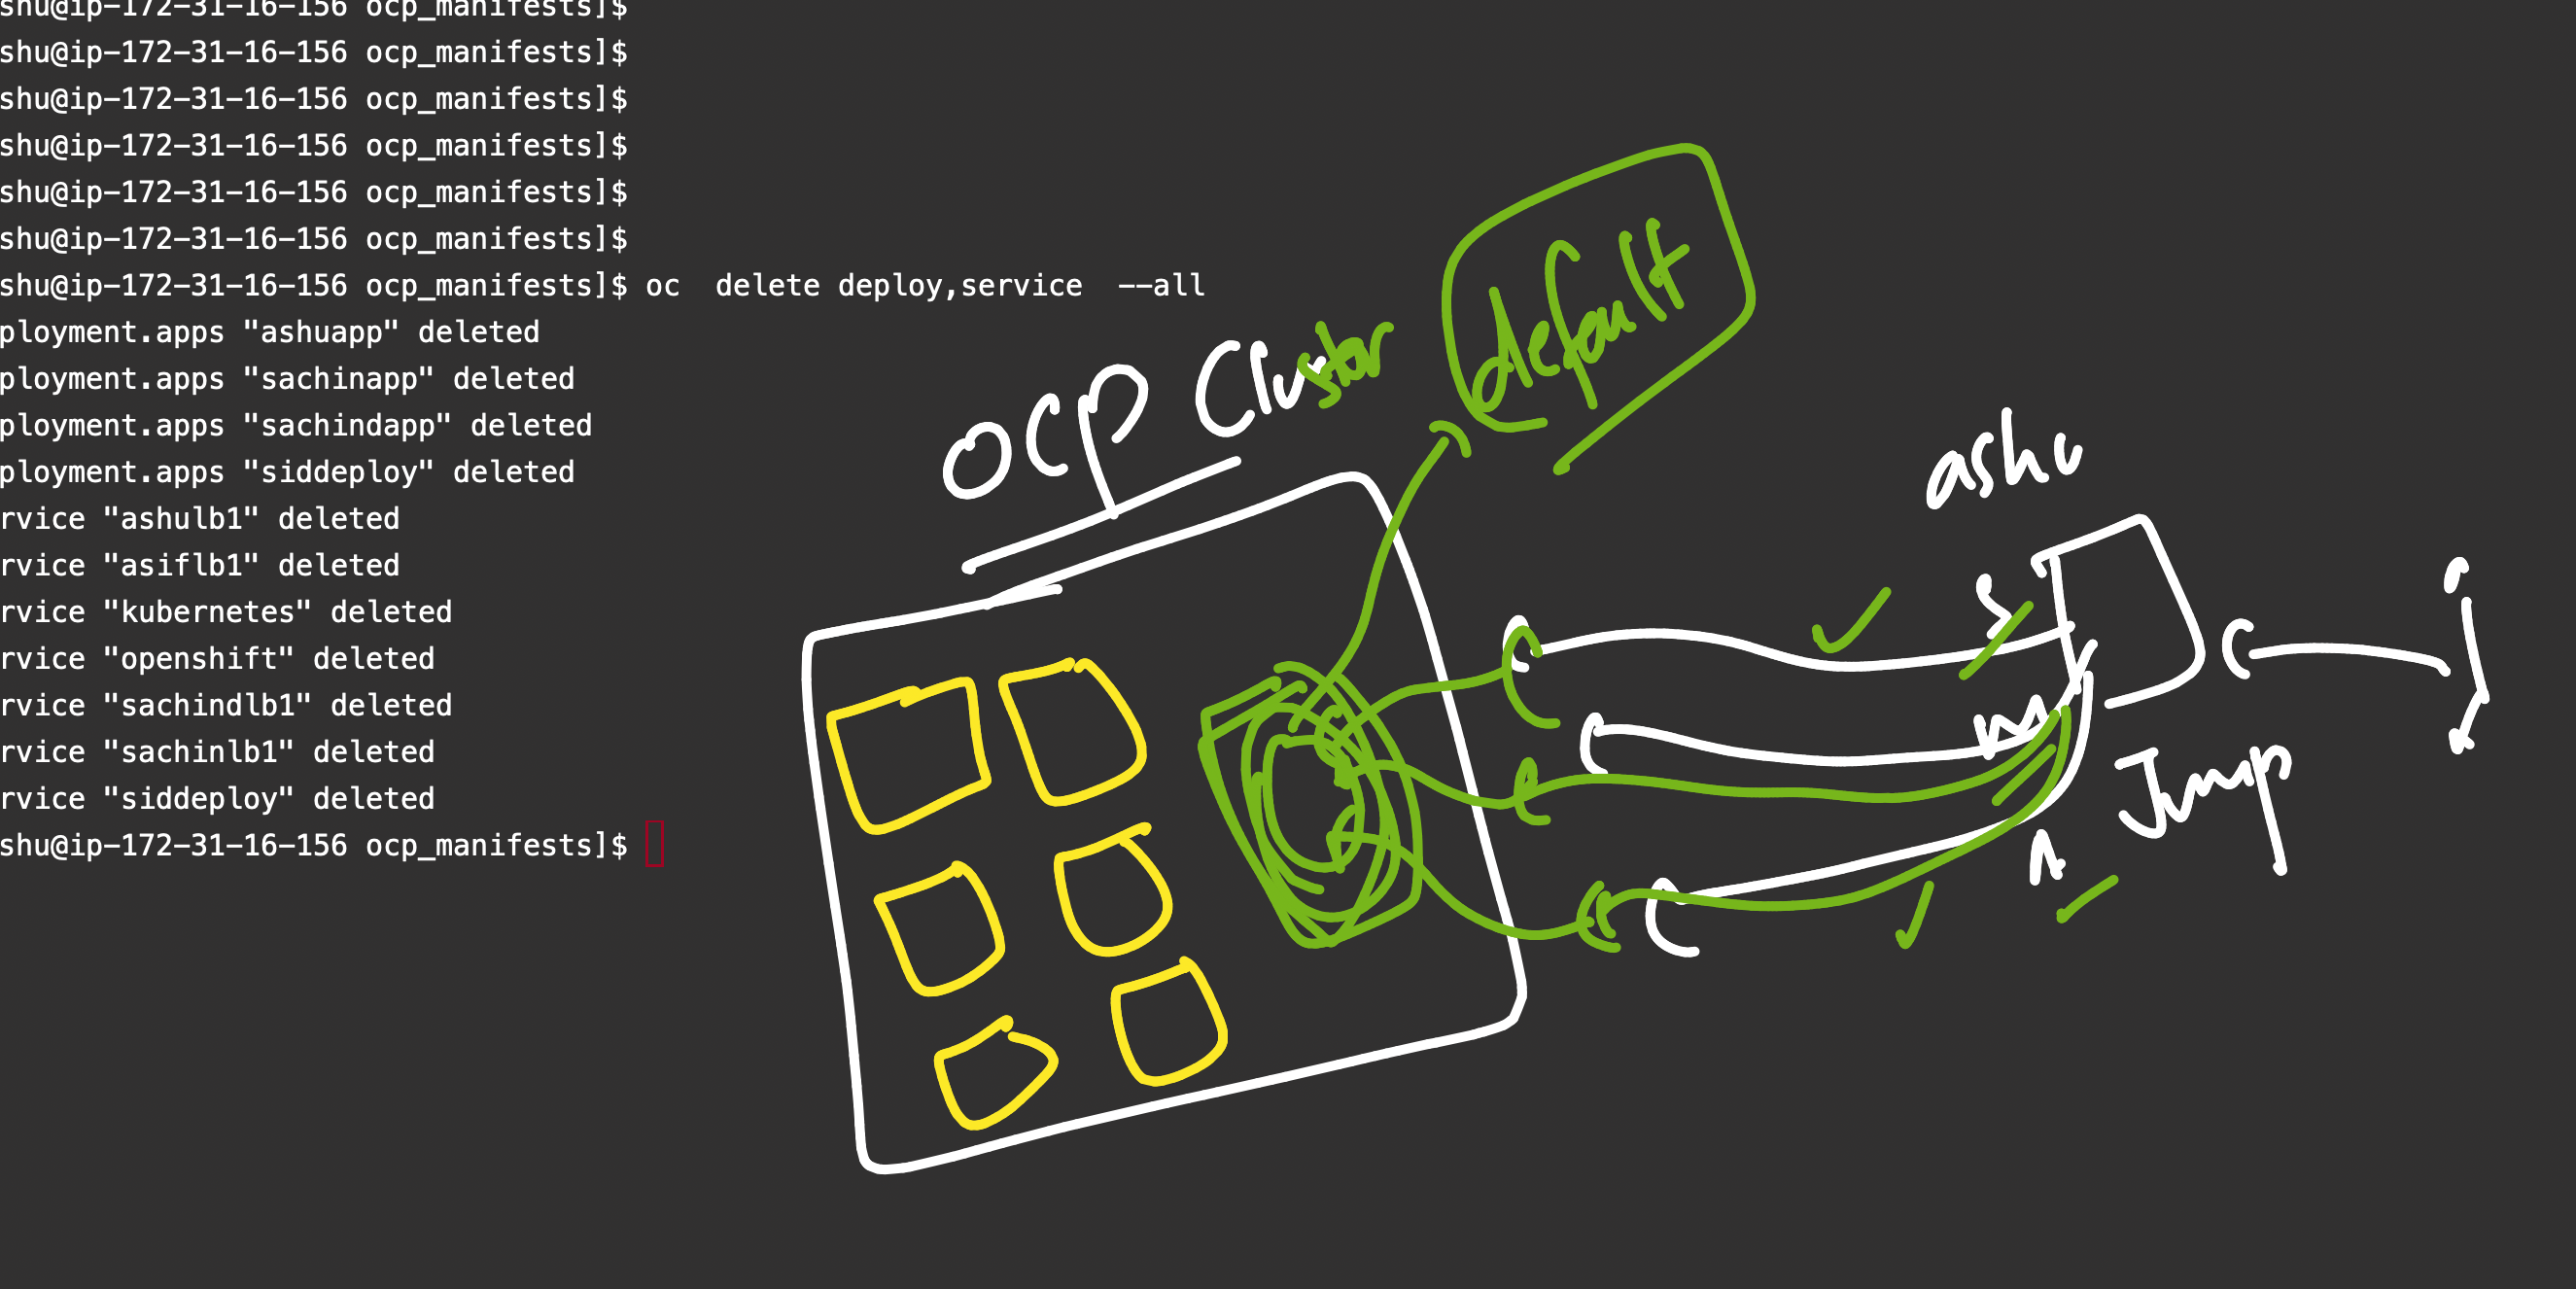 shu@ip-172-31-16-156 ocp_manifests]$
shu@ip-172-31-16-156 ocp_manifests]$
shu@ip-172-31-16-156 ocp_manifests]$
shu@ip-172-31-16-156 ocp_manifests]$
shu@ip-172-31-16-156 ocp_manifests]$
shu@ip-172-31-16-156 ocp_manifests]$
shu@ip-172-31-16-156 ocp_manifests]$ oc  delete deploy,service  --all
ployment.apps "ashuapp" deleted
ployment.apps "sachinapp" deleted
ployment.apps "sachindapp" deleted
ployment.apps "siddeploy" deleted
rvice "ashulb1" deleted
rvice "asiflb1" deleted
rvice "kubernetes" deleted
rvice "openshift" deleted
rvice "sachindlb1" deleted
rvice "sachinlb1" deleted
rvice "siddeploy" deleted
shu@ip-172-31-16-156 ocp_manifests]$
default
OCP Cluster
ashu
Jump